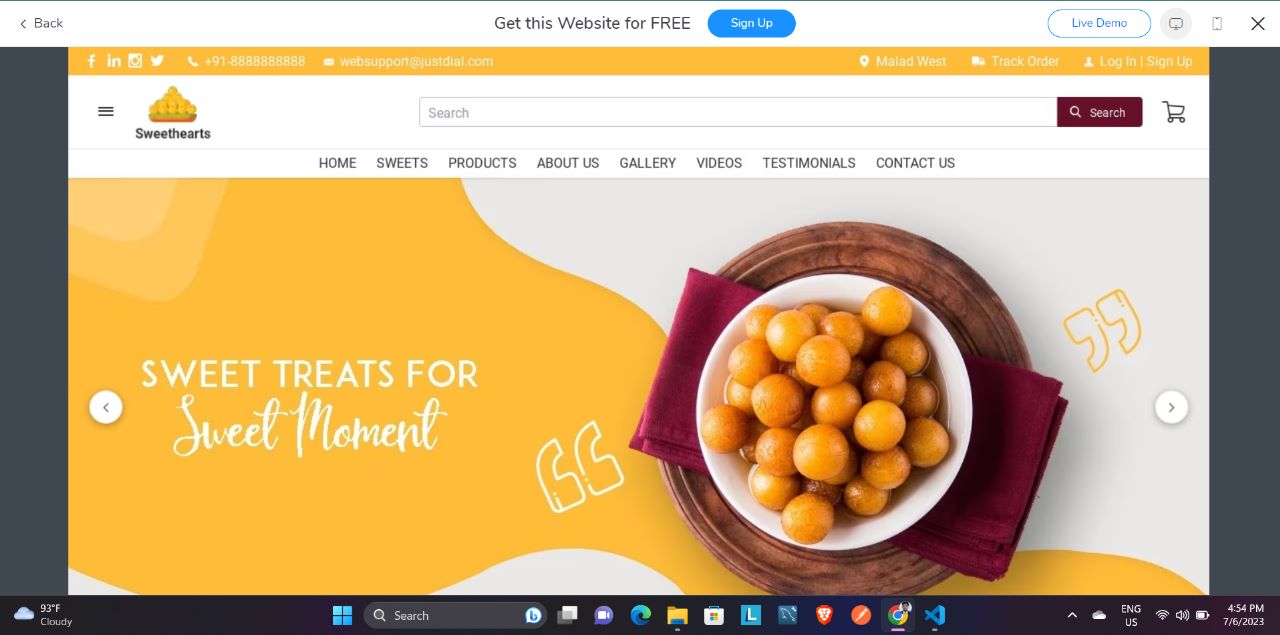 Back
Get this Website for FREE
Sign Up
Live Demo
+91-8888888888
websupport@justdial.com
Malad West
Track Order
Log In | Sign Up
Sweethearts
Search
Search
HOME SWEETS PRODUCTS ABOUT US GALLERY VIDEOS TESTIMONIALS CONTACT US
SWEET TREATS FOR
Sweet Moment
93°F
Cloudy
Search
ENG
US
4:54 PM
7/6/2023